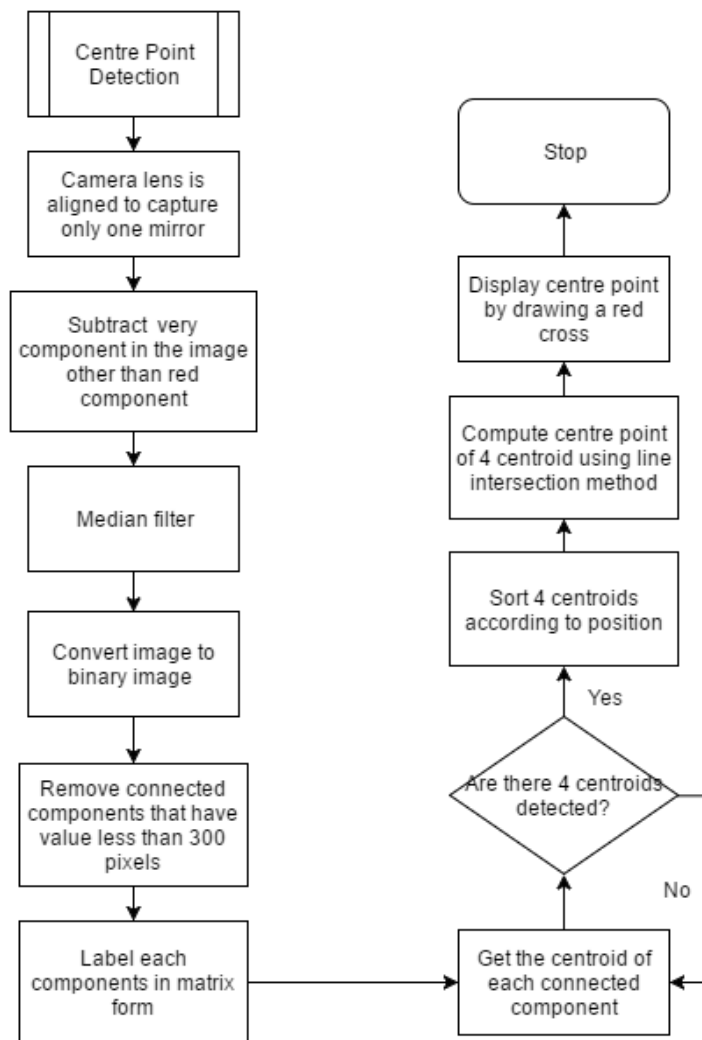 Centre Point
Detection
Camera lens is
aligned to capture
only one mirror
Subtract very
component in the image
other than red
component
Median filter
Convert image to
binary image
Remove connected
components that have
value less than 300
pixels
Label each
components in matrix
form
Get the centroid of
each connected
component
Are there 4 centroids
detected?
No
Yes
Sort 4 centroids
according to position
Compute centre point
of 4 centroid using line
intersection method
Display centre point
by drawing a red
cross
Stop